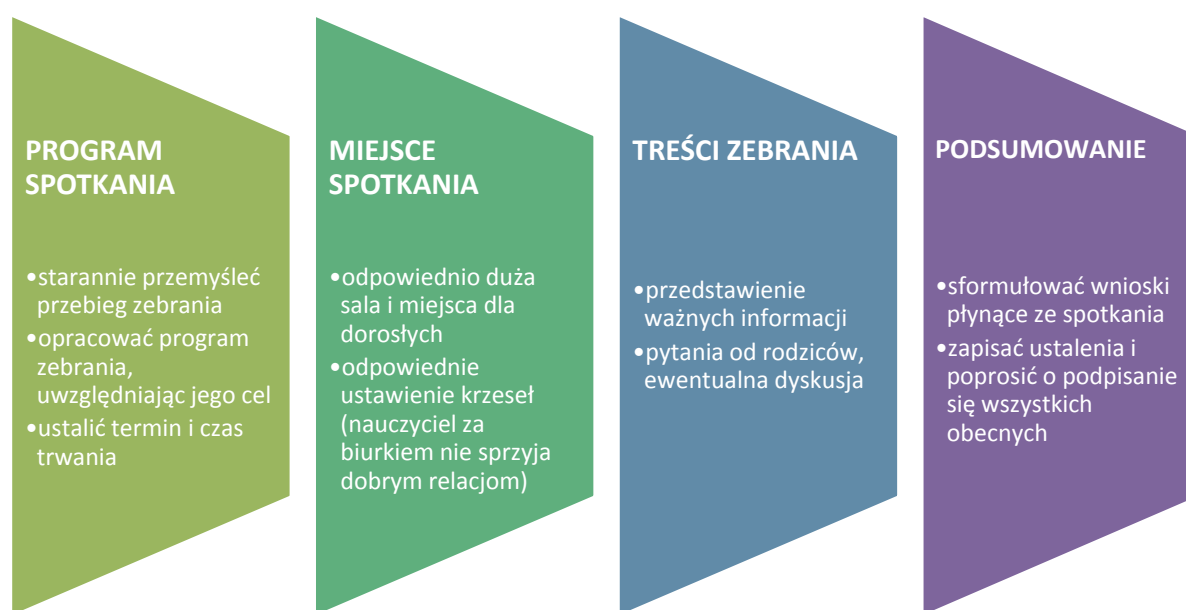 PROGRAM
SPOTKANIA
•starannie przemyśleć
przebieg zebrania
•opracować program
zebrania,
uwzględniając jego cel
•ustalić termin i czas
trwania
MIEJSCE
SPOTKANIA
•odpowiednio duża
sala i miejsca dla
dorosłych
•odpowiednie
ustawienie krzeseł
(nauczyciel za
biurkiem nie sprzyja
dobrym relacjom)
TREŚCI ZEBRANIA
•przedstawienie
ważnych informacji
•pytania od rodziców,
ewentualna dyskusja
PODSUMOWANIE
•sformułować wnioski
płynące ze spotkania
•zapisać ustalenia i
poprosić o podpisanie
się wszystkich
obecnych